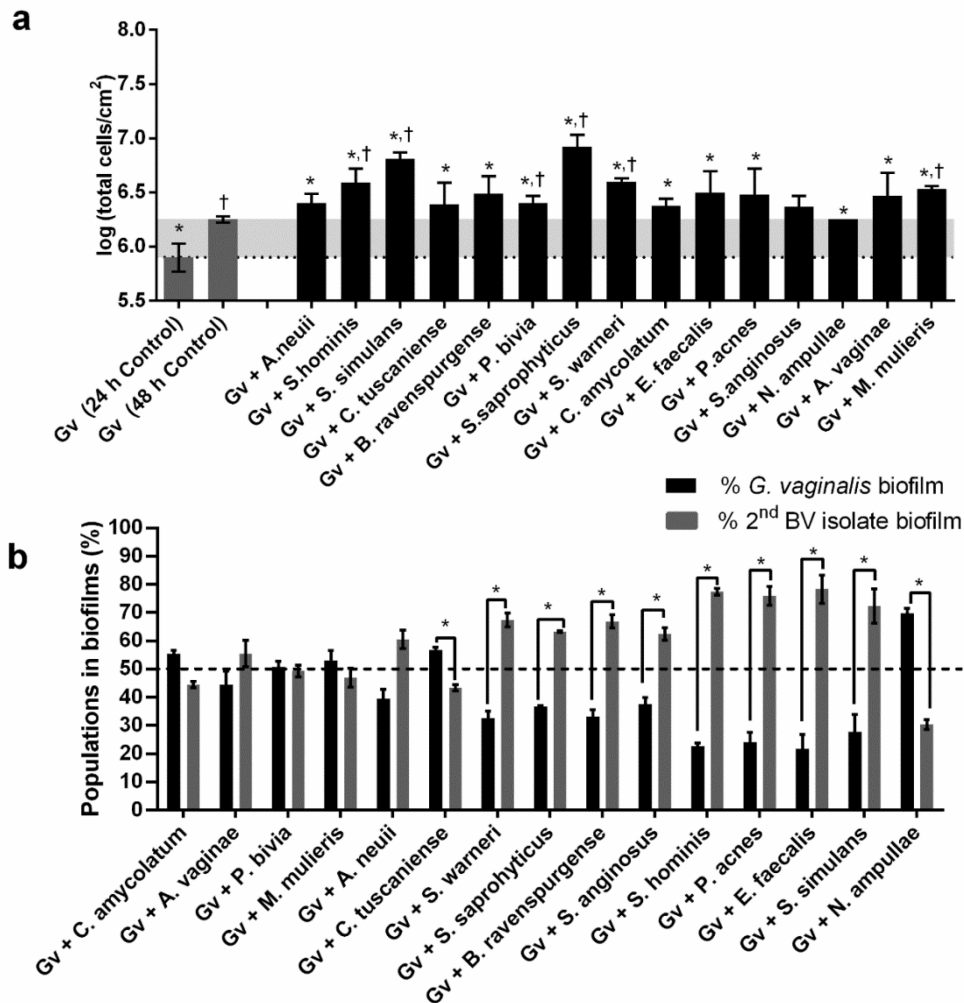 a
log (total cells/cm²)
8.0
7.5
7.0
6.5
6.0
5.5
*
†
*
*,†
*,†
*
*
*,†
*,†
*,†
*
*
*
*
*
*,†
Gv (24 h Control)
Gv (48 h Control)
Gv + A.neuii
Gv + S.hominis
Gv + S. simulans
Gv + C. tuscaniense
Gv + B. ravenspurgense
Gv + P. bivia
Gv + S.saprophyticus
Gv + S. warneri
Gv + C. amycolatum
Gv + E. faecalis
Gv + P.acnes
Gv + S.anginosus
Gv + N. ampullae
Gv + A. vaginae
Gv + M. mulieris
% G. vaginalis biofilm
% 2nd BV isolate biofilm
b
Populations in biofilms (%)
100
90
80
70
60
50
40
30
20
10
0
*
*
*
*
*
*
*
*
*
*
Gv + C. amycolatum
Gv + A. vaginae
Gv + P. bivia
Gv + M. mulieris
Gv + A. neuii
Gv + C. tuscaniense
Gv + S. warneri
Gv + S. saprohyticus
Gv + B. ravenspurgense
Gv + S. anginosus
Gv + S. hominis
Gv + P. acnes
Gv + E. faecalis
Gv + S. simulans
Gv + N. ampullae